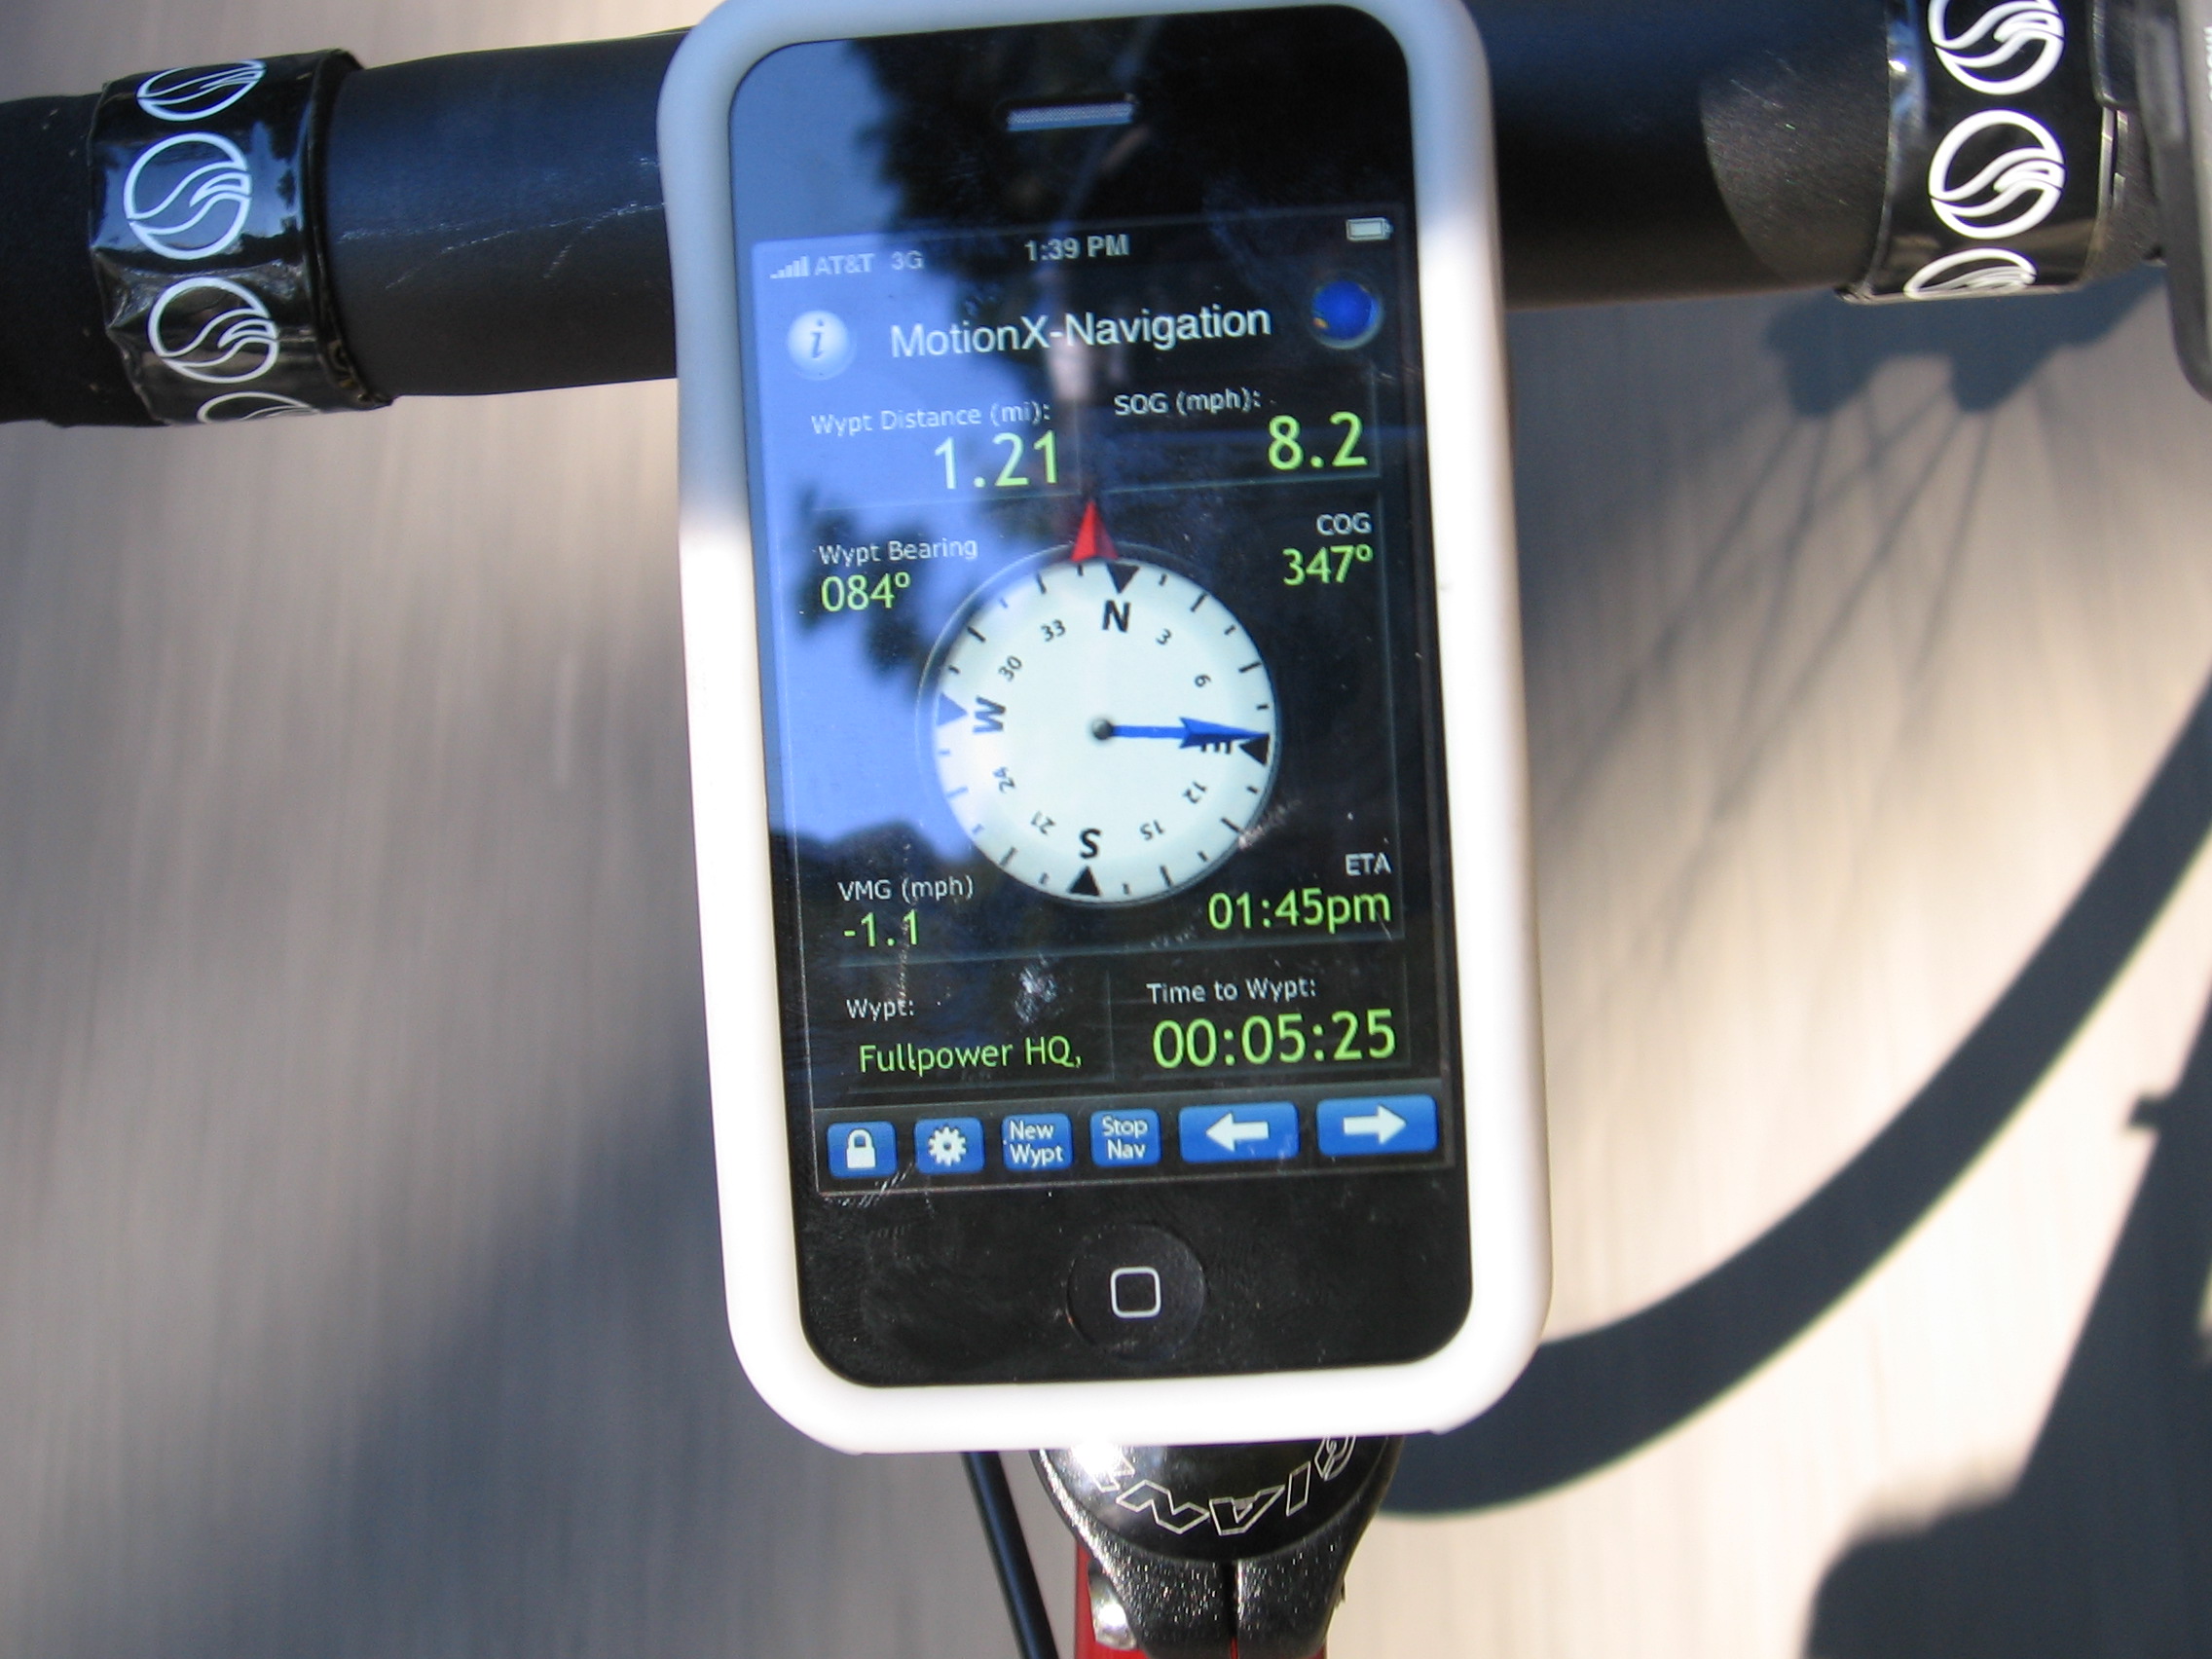 AT&T 3G 1:39 PM
i MotionX-Navigation
Wypt Distance (mi): SOG (mph):
1.21 8.2
Wypt Bearing COG
084° 347°
N
33 3
30 6
W E
24 12
21 15
S
VMG (mph) ETA
-1.1 01:45pm
Wypt: Time to Wypt:
Fullpower HQ, 00:05:25
New Stop
Wypt Nav
GIANT